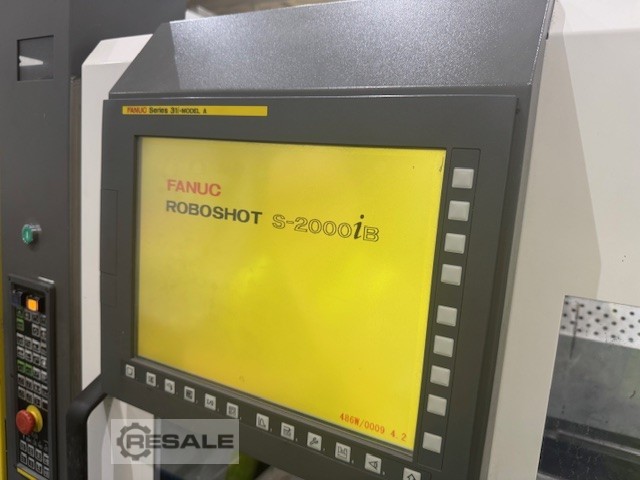 FANUC Series 31i-MODEL A
FANUC
ROBOSHOT S-2000iB
486W/0009 4.2
RESALE